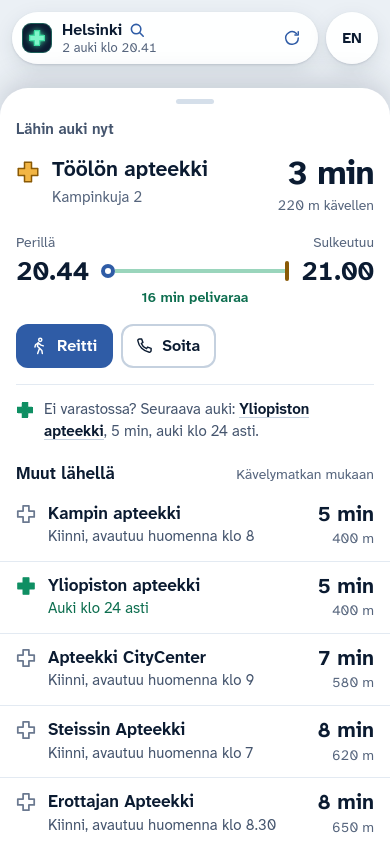 Helsinki
2 auki klo 20.41
EN
Lähin auki nyt
Töölön apteekki
3 min
Kampinkuja 2
220 m kävellen
Perillä
Sulkeutuu
20.44
21.00
16 min pelivaraa
Reitti
Soita
Ei varastossa? Seuraava auki: Yliopiston
apteekki, 5 min, auki klo 24 asti.
Muut lähellä
Kävelymatkan mukaan
Kampin apteekki
5 min
Kiinni, avautuu huomenna klo 8
400 m
Yliopiston apteekki
5 min
Auki klo 24 asti
400 m
Apteekki CityCenter
7 min
Kiinni, avautuu huomenna klo 9
580 m
Steissin Apteekki
8 min
Kiinni, avautuu huomenna klo 7
620 m
Erottajan Apteekki
8 min
Kiinni, avautuu huomenna klo 8.30
650 m